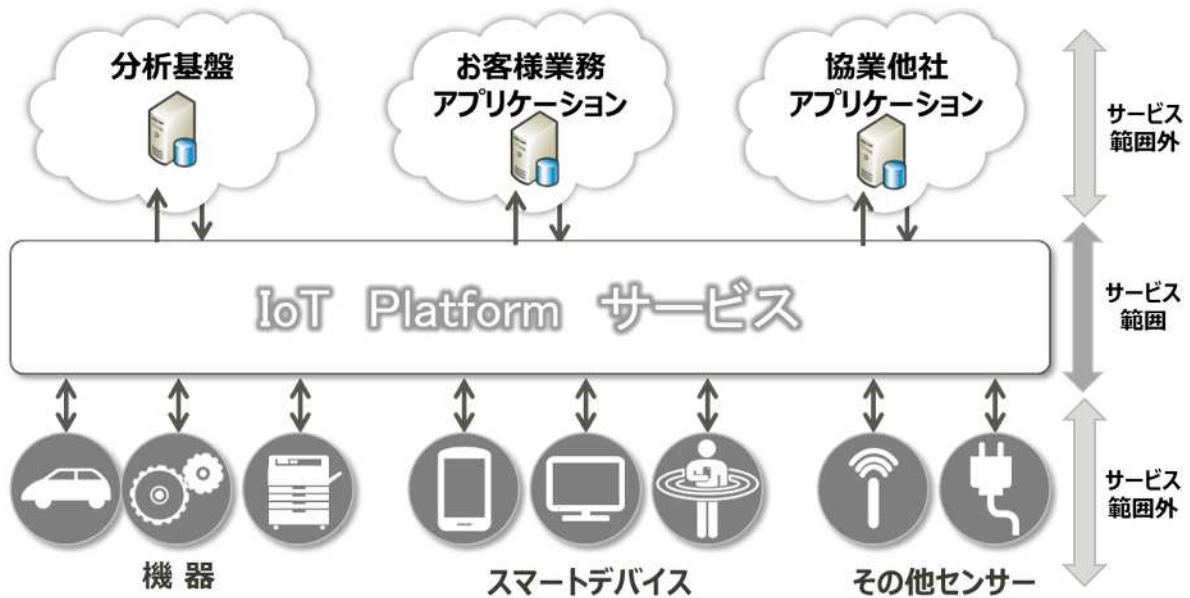 分析基盤
お客様業務
アプリケーション
協業他社
アプリケーション
サービス
範囲外
IoT Platform サービス
サービス
範囲
サービス
範囲外
機器
スマートデバイス
その他センサー